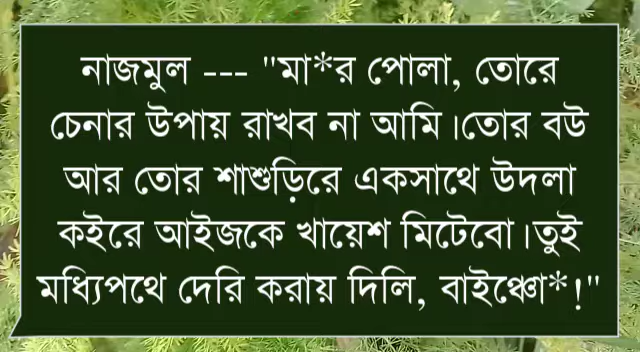 নাজমুল --- "মা*র পোলা, তোরে
চেনার উপায় রাখব না আমি।তোর বউ
আর তোর শাশুড়িরে একসাথে উদলা
কইরে আইজকে খায়েশ মিটেবো।তুই
মধ্যিপথে দেরি করায় দিলি, বাইঞ্চো*!"